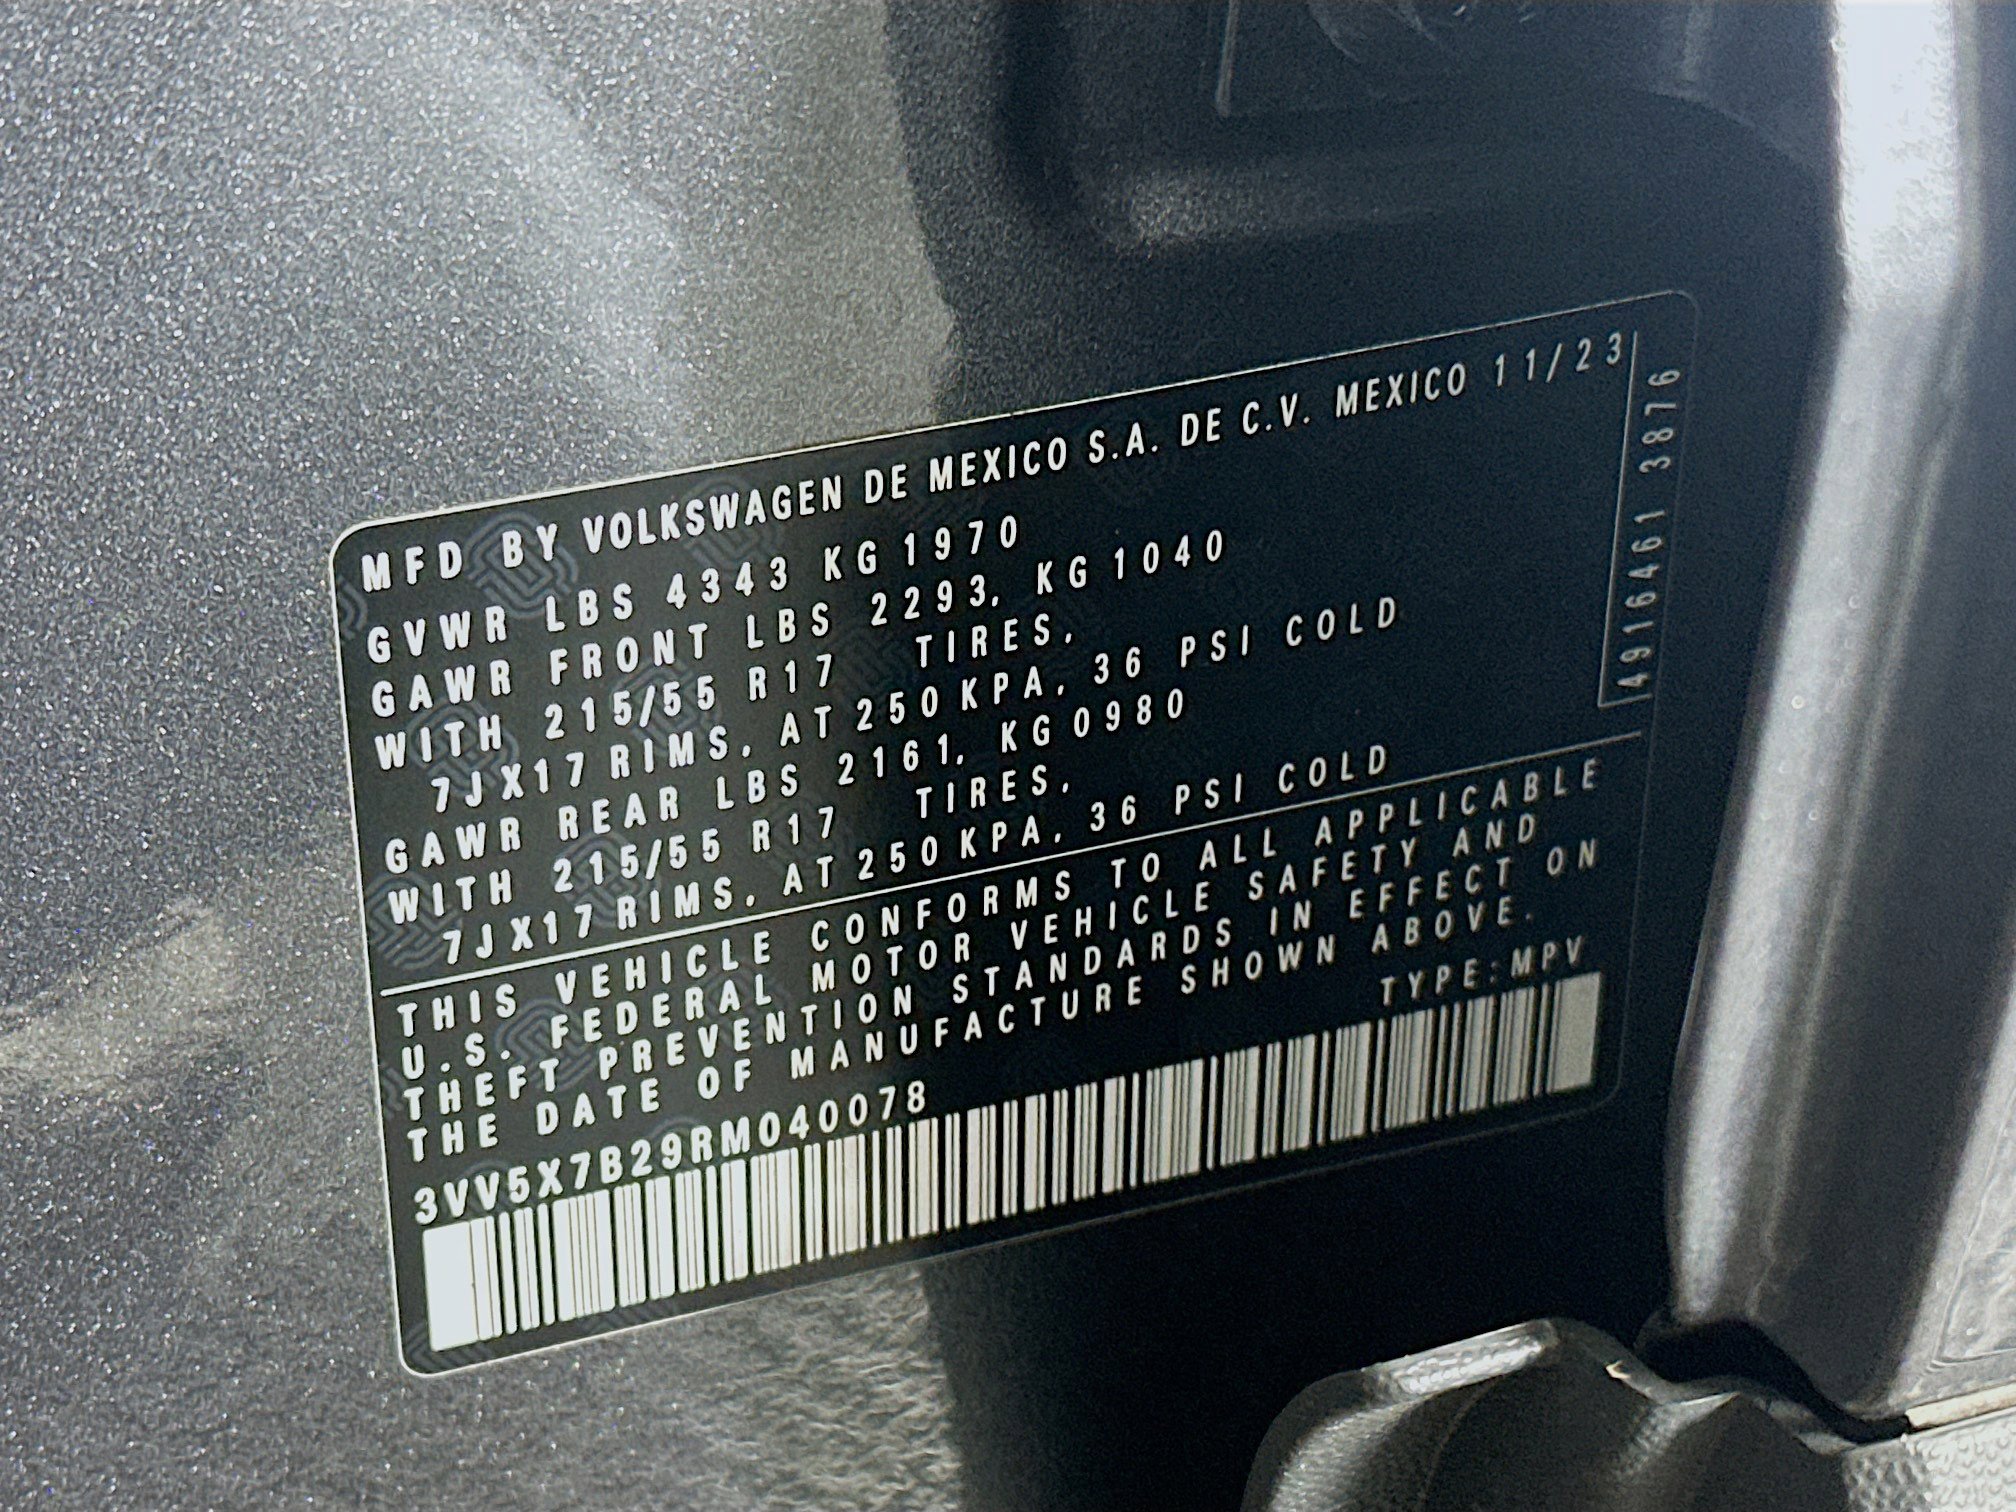 MFD BY VOLKSWAGEN DE MEXICO S.A. DE C.V. MEXICO 11/23
GVWR LBS 4343 KG 1970
GAWR FRONT LBS 2293, KG 1040
WITH 215/55 R17 TIRES,
7JX17 RIMS, AT 250 KPA, 36 PSI COLD
GAWR REAR LBS 2161, KG 0980
WITH 215/55 R17 TIRES,
7JX17 RIMS, AT 250 KPA, 36 PSI COLD
4916461 3876
THIS VEHICLE CONFORMS TO ALL APPLICABLE
U.S. FEDERAL MOTOR VEHICLE SAFETY AND
THEFT PREVENTION STANDARDS IN EFFECT ON
THE DATE OF MANUFACTURE SHOWN ABOVE.
TYPE:MPV
3VV5X7B29RM040078